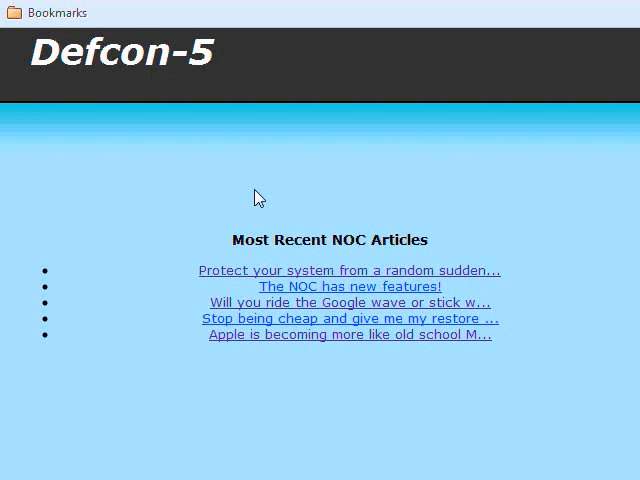 Bookmarks
Defcon-5
Most Recent NOC Articles
Protect your system from a random sudden...
The NOC has new features!
Will you ride the Google wave or stick w...
Stop being cheap and give me my restore ...
Apple is becoming more like old school M...